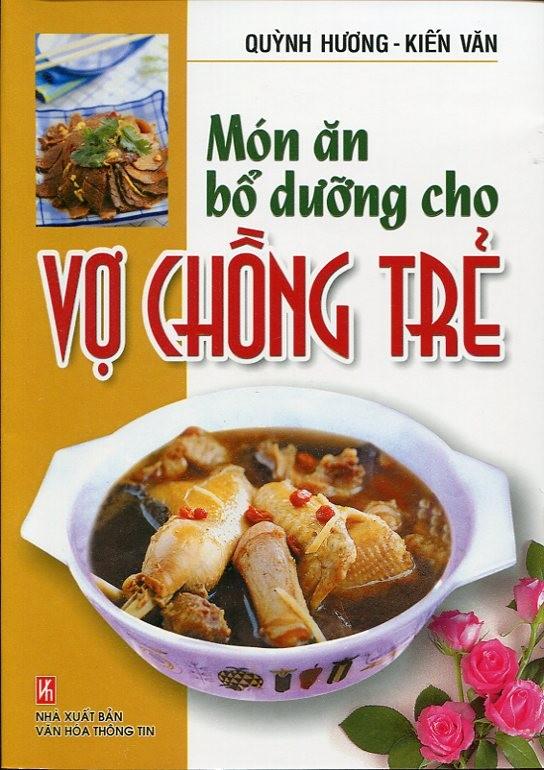 QUỲNH HƯƠNG - KIẾN VĂN
Món ăn
bổ dưỡng cho
VỢ CHỒNG TRẺ
NHÀ XUẤT BẢN
VĂN HÓA THÔNG TIN